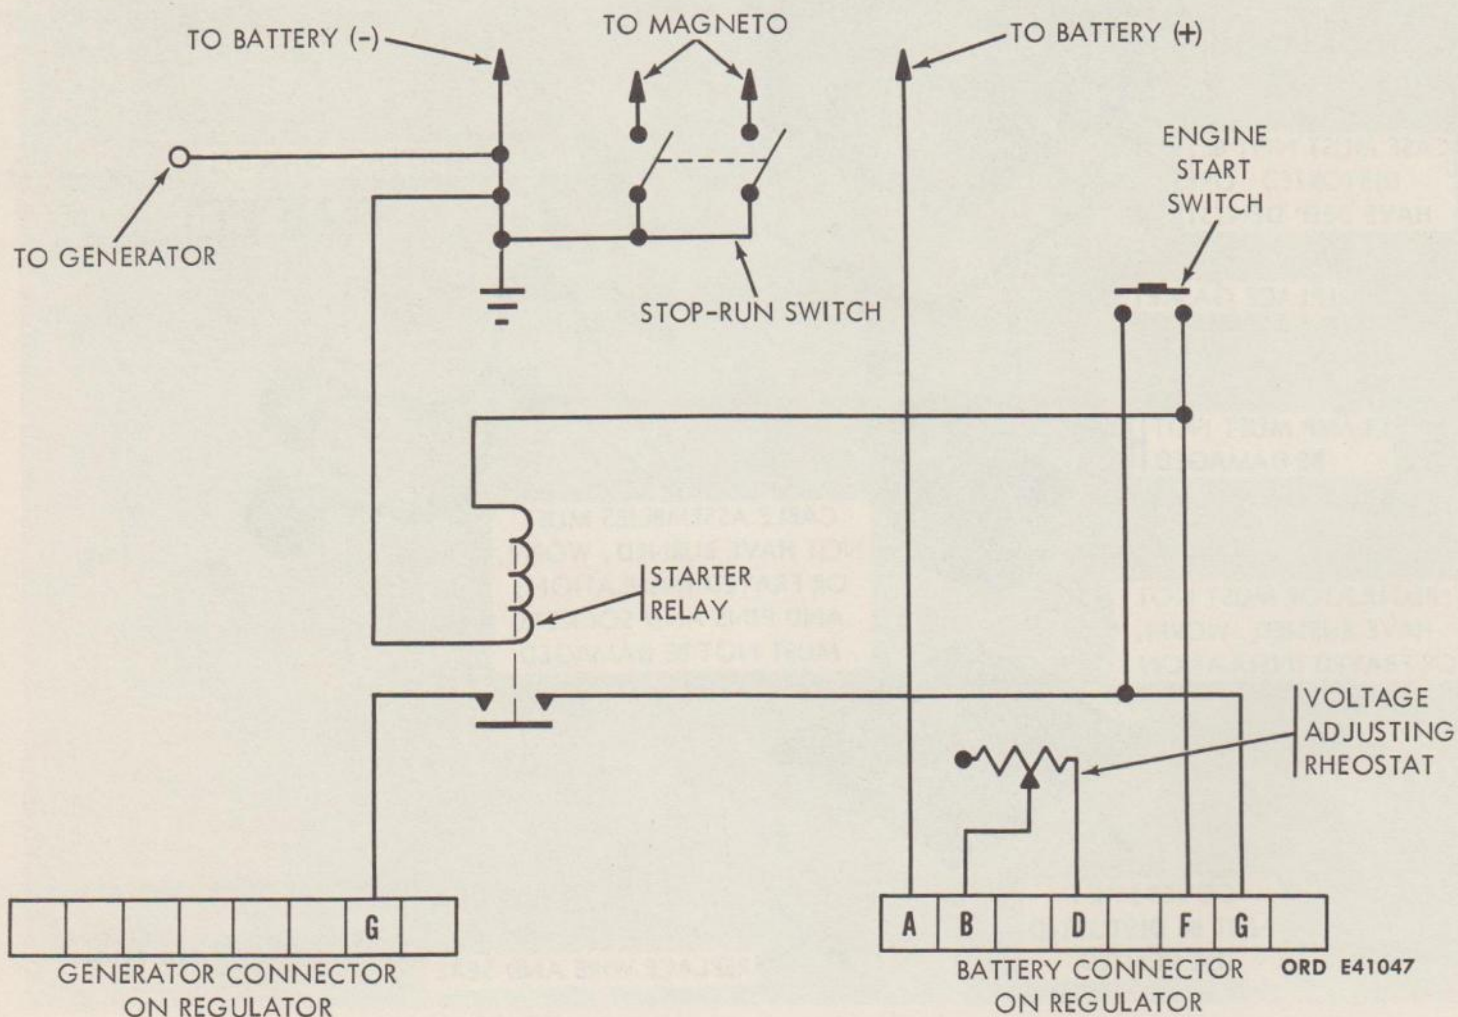 TO BATTERY (-)
TO MAGNETO
TO BATTERY (+)
ENGINE
START
SWITCH
TO GENERATOR
STOP-RUN SWITCH
STARTER
RELAY
VOLTAGE
ADJUSTING
RHEOSTAT
G
A B D F G
GENERATOR CONNECTOR
ON REGULATOR
BATTERY CONNECTOR
ON REGULATOR
ORD E41047